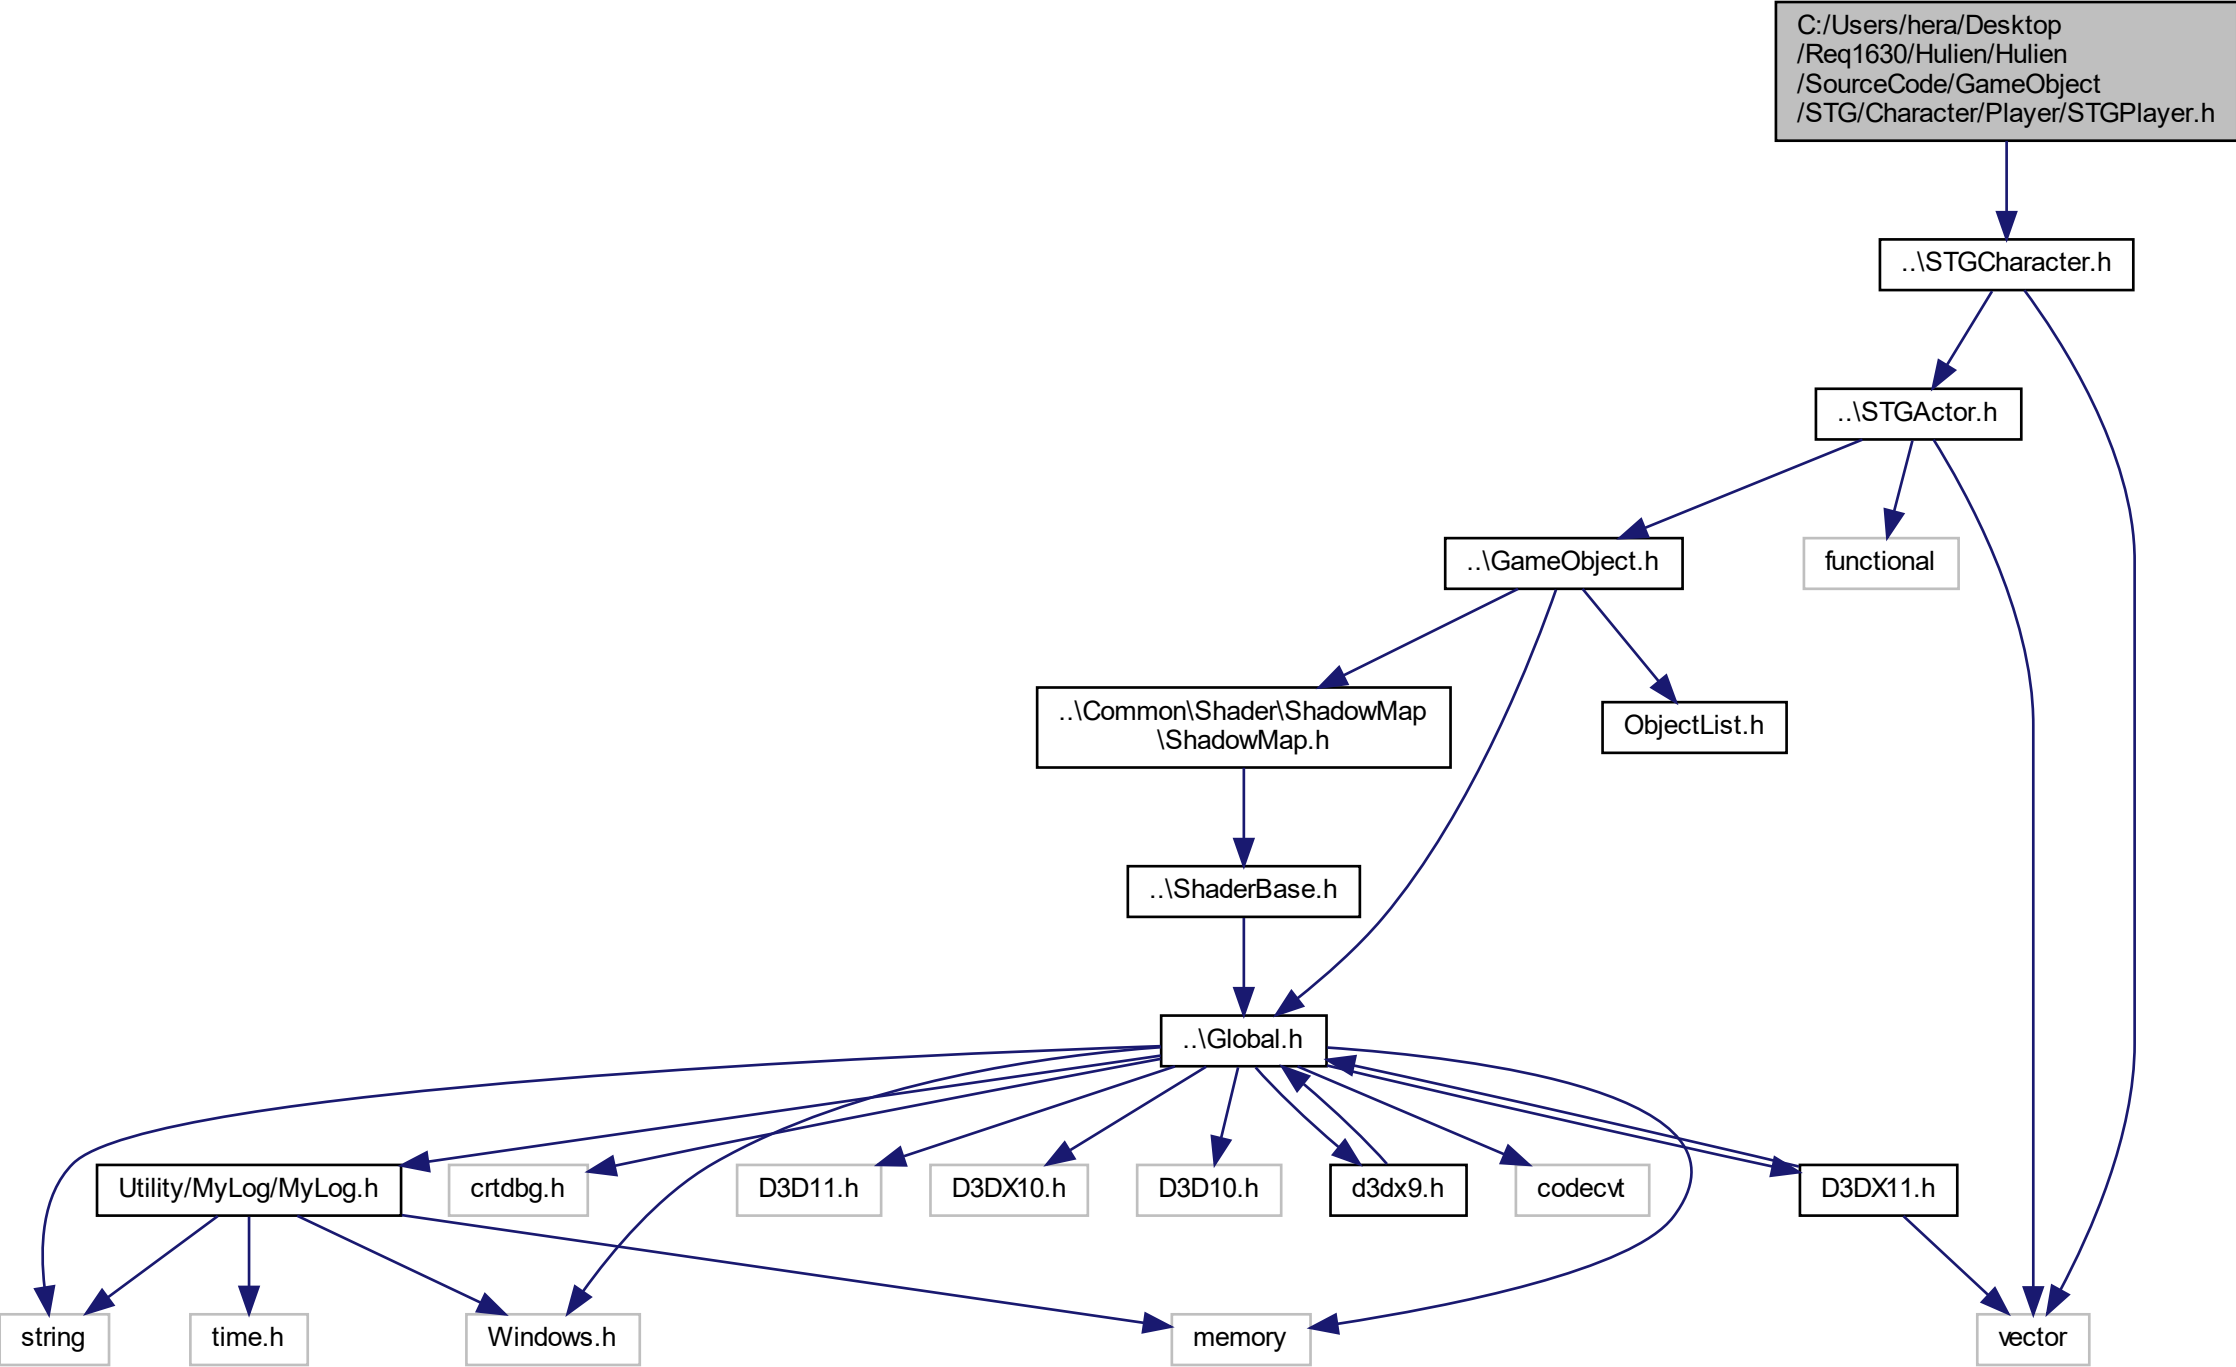 C:/Users/hera/Desktop
/Req1630/Hulien/Hulien
/SourceCode/GameObject
/STG/Character/Player/STGPlayer.h
..\STGCharacter.h
..\STGActor.h
..\GameObject.h
functional
..\Common\Shader\ShadowMap
\ShadowMap.h
ObjectList.h
..\ShaderBase.h
..\Global.h
Utility/MyLog/MyLog.h
crtdbg.h
D3D11.h
D3DX10.h
D3D10.h
d3dx9.h
codecvt
D3DX11.h
string
time.h
Windows.h
memory
vector